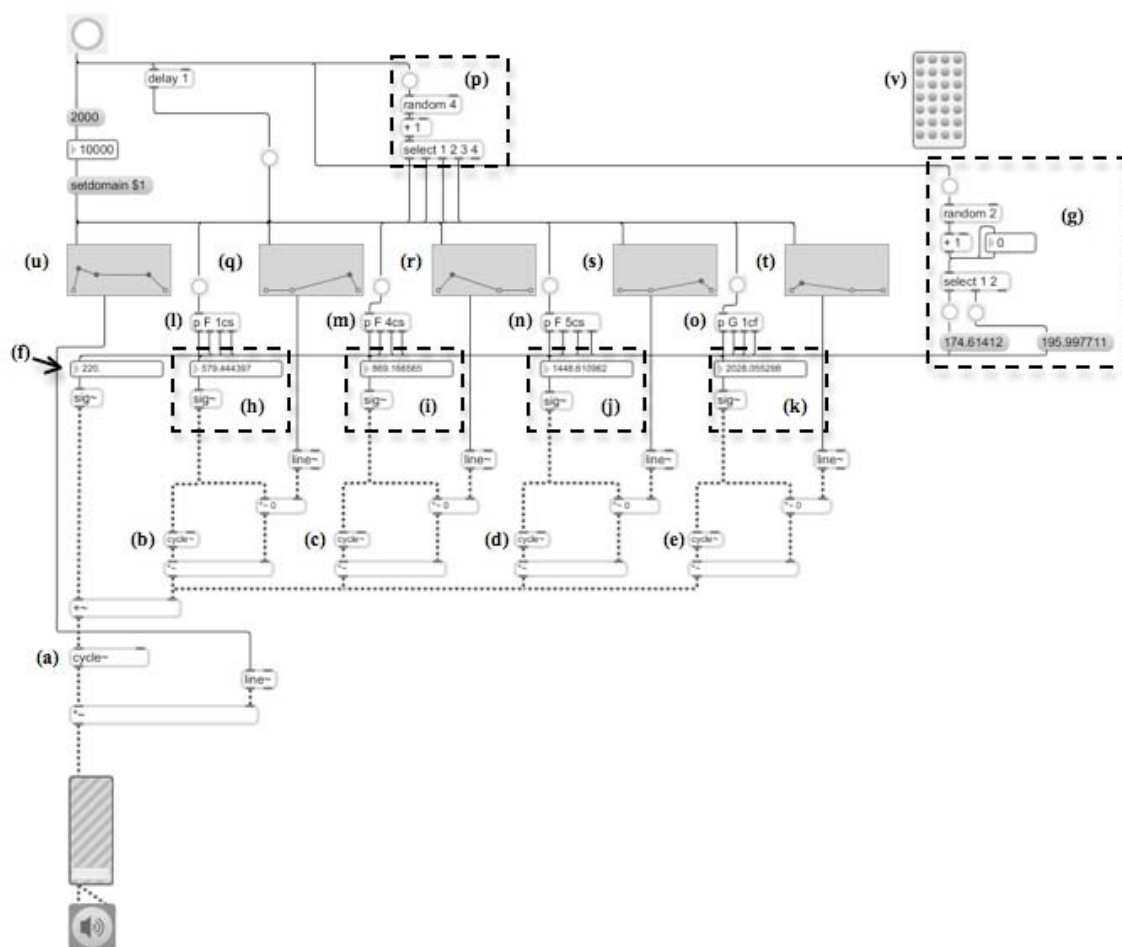 (p)
(v)
delay 1
random 4
2000
+ 1
10000
select 1 2 3 4
setdomain $1
random 2
(g)
+ 1
0
(u)
(q)
(r)
(s)
(t)
select 1 2
(l)
p F 1cs
(m)
p F 4cs
(n)
p F 5cs
(o)
p G 1cf
(f)
174.61412
195.997711
220.
579.444397
869.166565
1448.610962
2028.055298
sig~
sig~
(h)
sig~
(i)
sig~
(j)
sig~
(k)
line~
line~
line~
line~
*~ 0
*~ 0
*~ 0
*~ 0
(b)
cycle~
(c)
cycle~
(d)
cycle~
(e)
cycle~
*~
*~
*~
*~
+~
(a)
cycle~
line~
*~